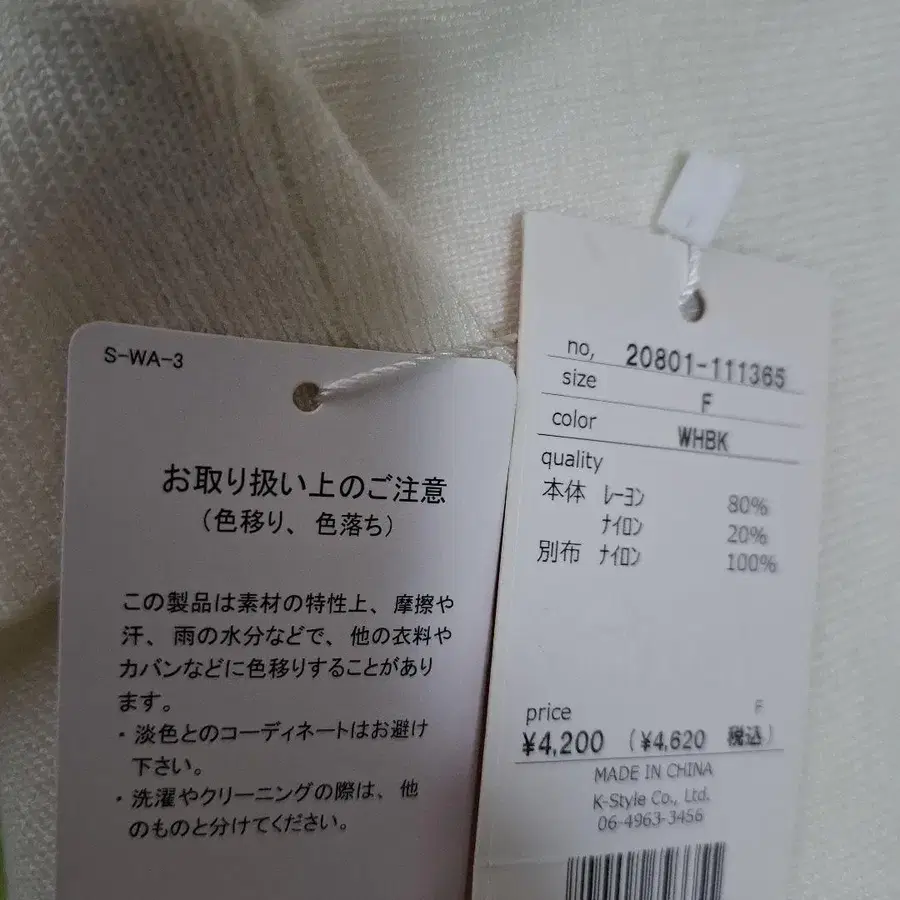 S-WA-3
お取り扱い上のご注意
（色移り、色落ち）
この製品は素材の特性上、摩擦や
汗、雨の水分などで、他の衣料や
カバンなどに色移りすることがあり
ます。
・淡色とのコーディネートはお避け
下さい。
・洗濯やクリーニングの際は、他
のものと分けてください。
no, 20801-111365
size F
color WHBK
quality
本体 レーヨン 80%
ナイロン 20%
別布 ナイロン 100%
price F
¥4,200 (¥4,620 税込)
MADE IN CHINA
K-Style Co., Ltd.
06-4963-3456